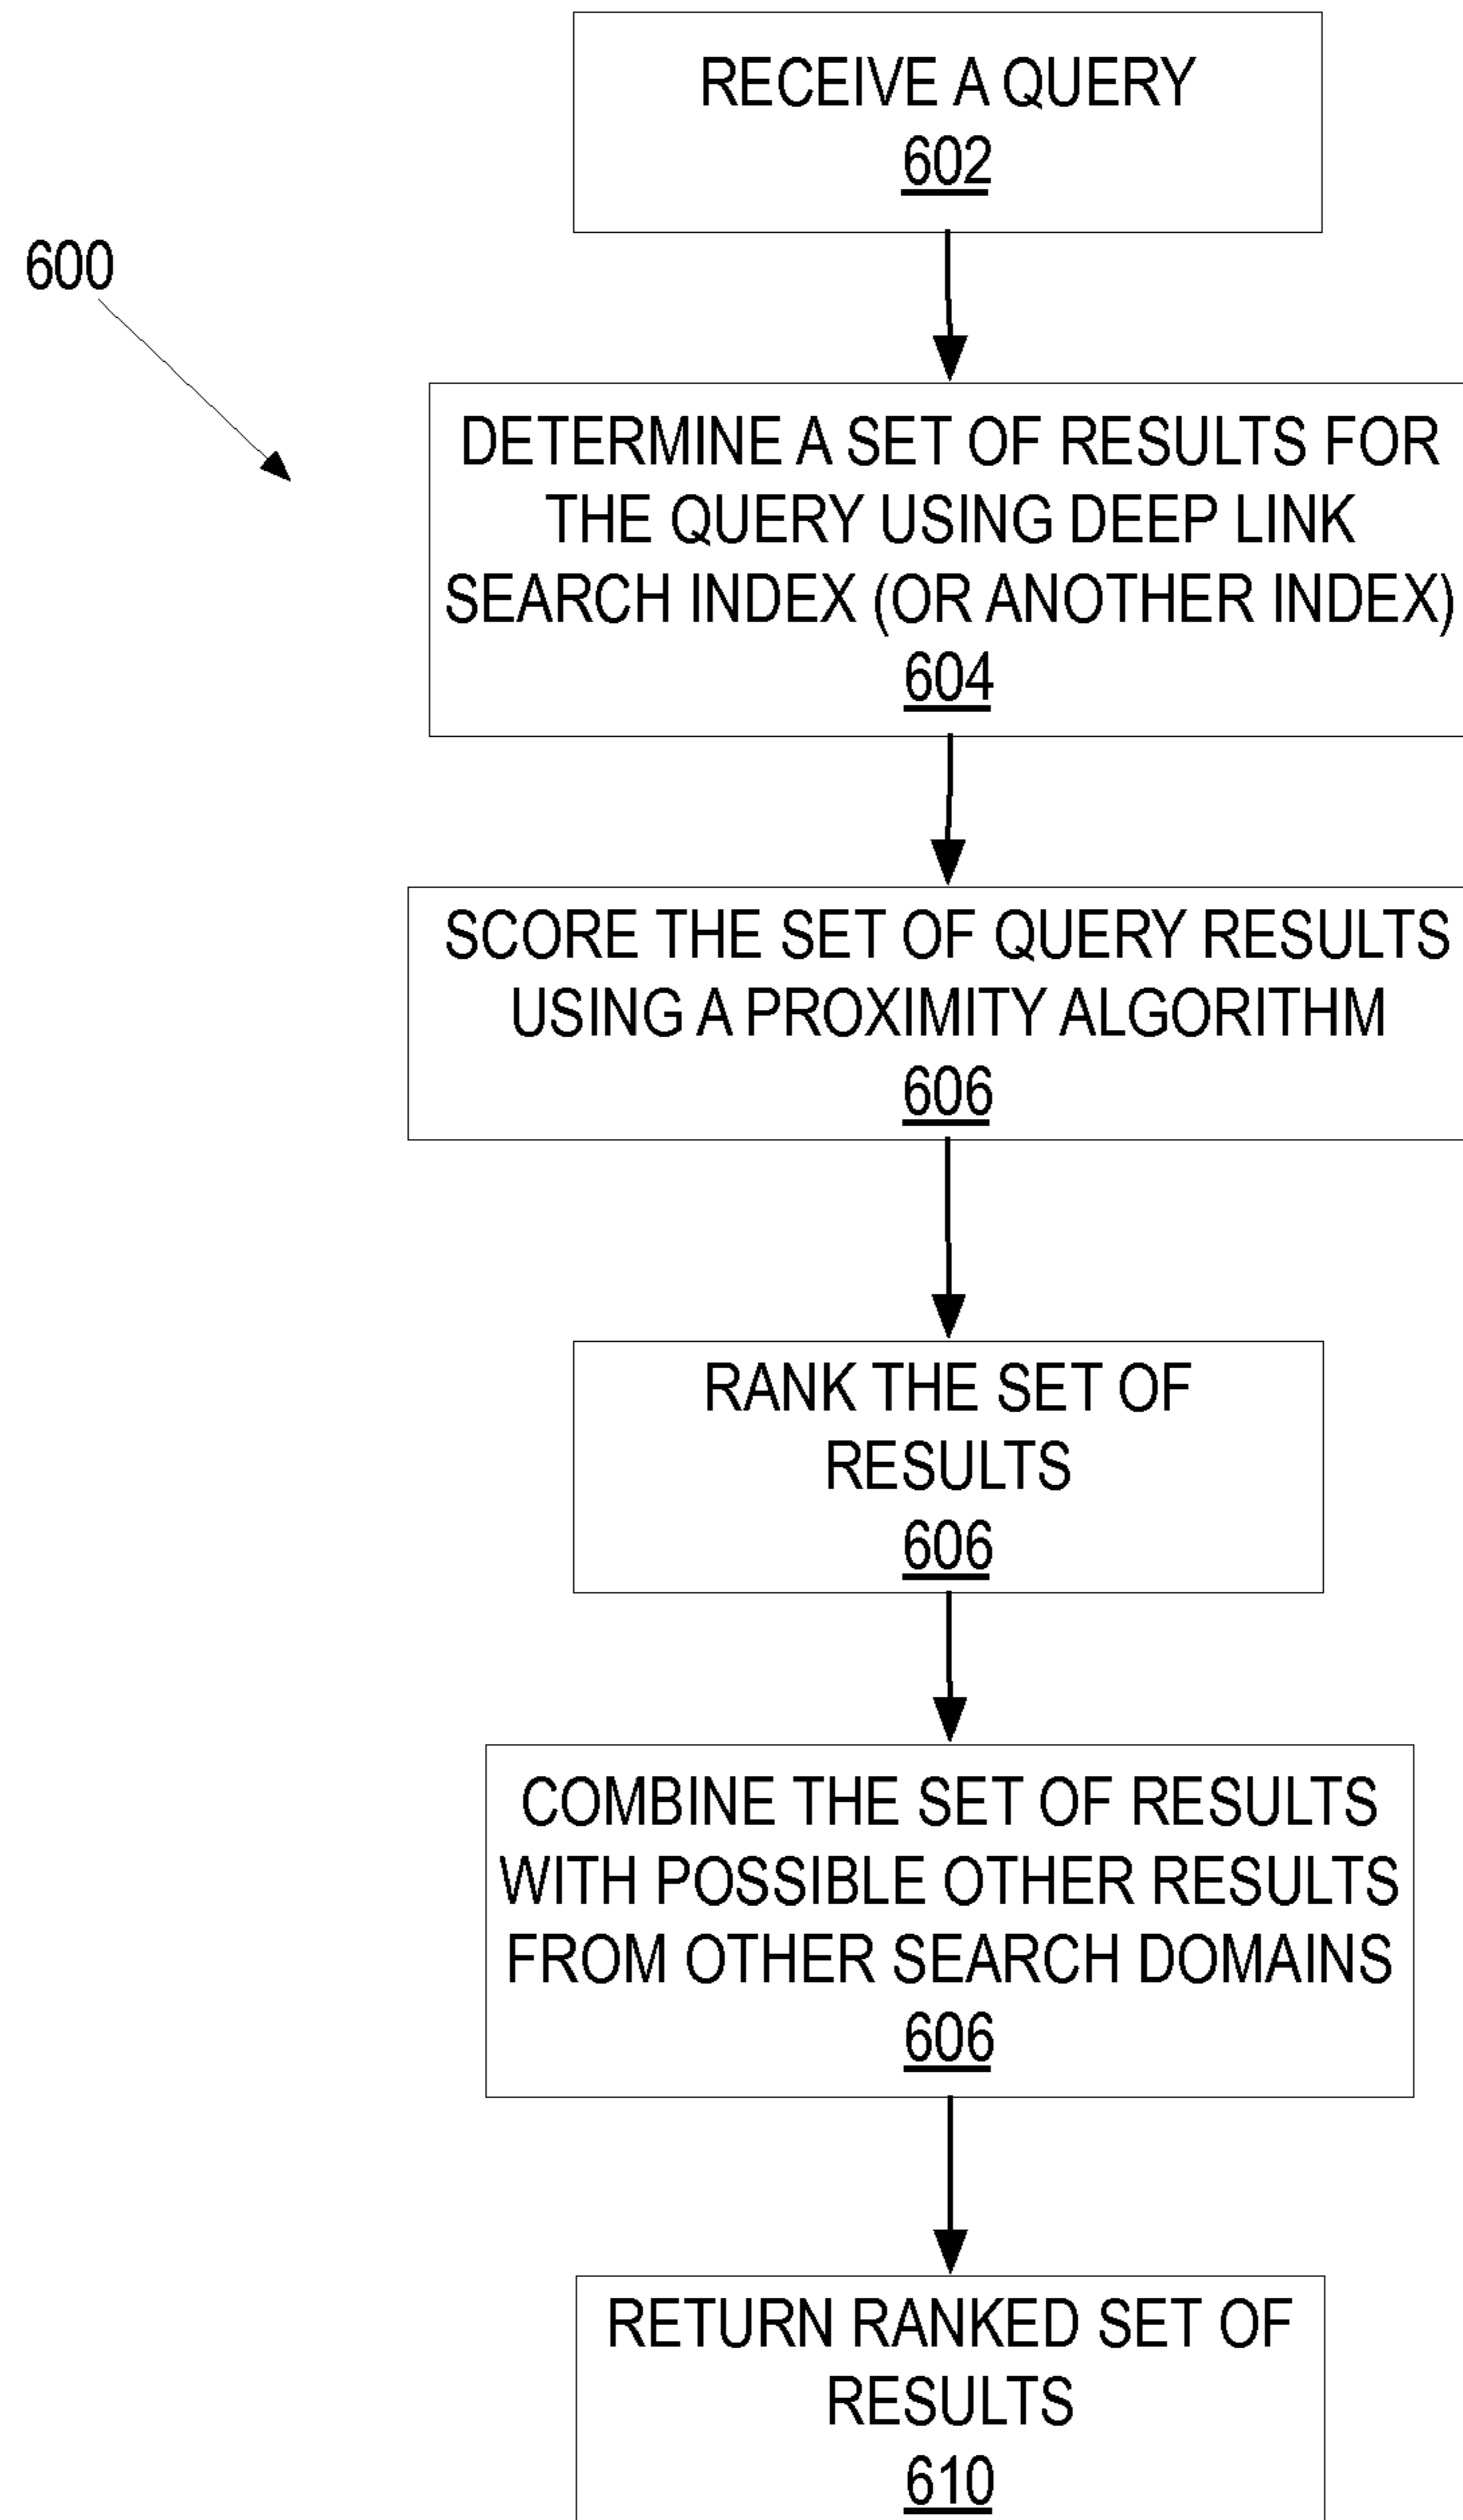 RECEIVE A QUERY
602
600
DETERMINE A SET OF RESULTS FOR
THE QUERY USING DEEP LINK
SEARCH INDEX (OR ANOTHER INDEX)
604
SCORE THE SET OF QUERY RESULTS
USING A PROXIMITY ALGORITHM
606
RANK THE SET OF
RESULTS
606
COMBINE THE SET OF RESULTS
WITH POSSIBLE OTHER RESULTS
FROM OTHER SEARCH DOMAINS
606
RETURN RANKED SET OF
RESULTS
610